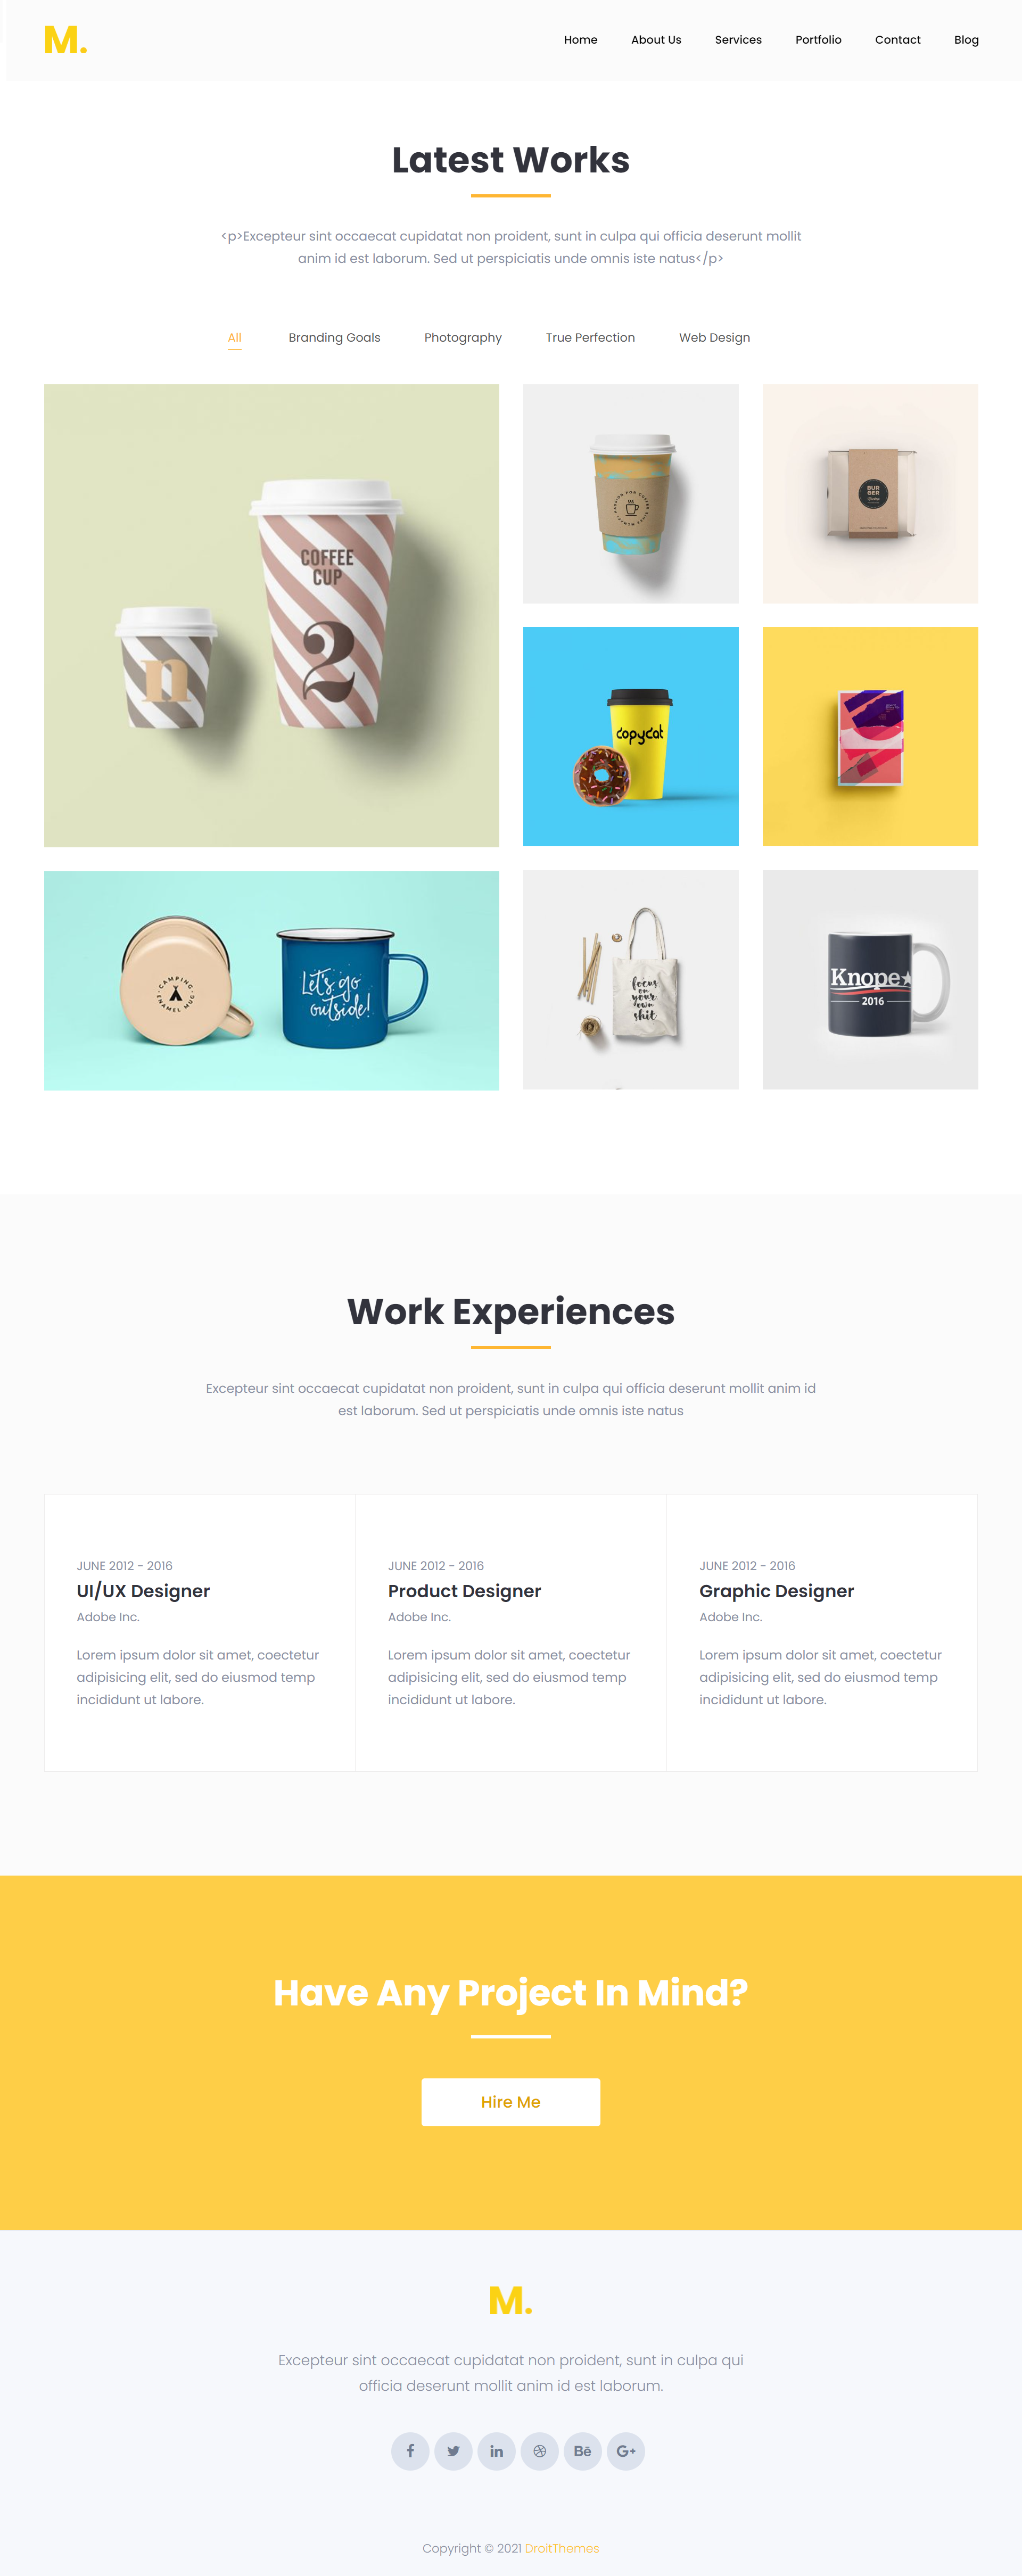 M.
Home About Us Services Portfolio Contact Blog
Latest Works
<p>Excepteur sint occaecat cupidatat non proident, sunt in culpa qui officia deserunt mollit
anim id est laborum. Sed ut perspiciatis unde omnis iste natus</p>
All Branding Goals Photography True Perfection Web Design
COFFEE
CUP
2
n
PASSION FOR COFFEE
BUR
GER
Mockup
copycat
CAMPING
ENAMEL MUG
Let's go
outside!
focus
on
your
own
shit
Knope
2016
Work Experiences
Excepteur sint occaecat cupidatat non proident, sunt in culpa qui officia deserunt mollit anim id
est laborum. Sed ut perspiciatis unde omnis iste natus
JUNE 2012 - 2016
UI/UX Designer
Adobe Inc.
Lorem ipsum dolor sit amet, coectetur
adipisicing elit, sed do eiusmod temp
incididunt ut labore.
JUNE 2012 - 2016
Product Designer
Adobe Inc.
Lorem ipsum dolor sit amet, coectetur
adipisicing elit, sed do eiusmod temp
incididunt ut labore.
JUNE 2012 - 2016
Graphic Designer
Adobe Inc.
Lorem ipsum dolor sit amet, coectetur
adipisicing elit, sed do eiusmod temp
incididunt ut labore.
Have Any Project In Mind?
Hire Me
M.
Excepteur sint occaecat cupidatat non proident, sunt in culpa qui
officia deserunt mollit anim id est laborum.
Copyright © 2021 DroitThemes